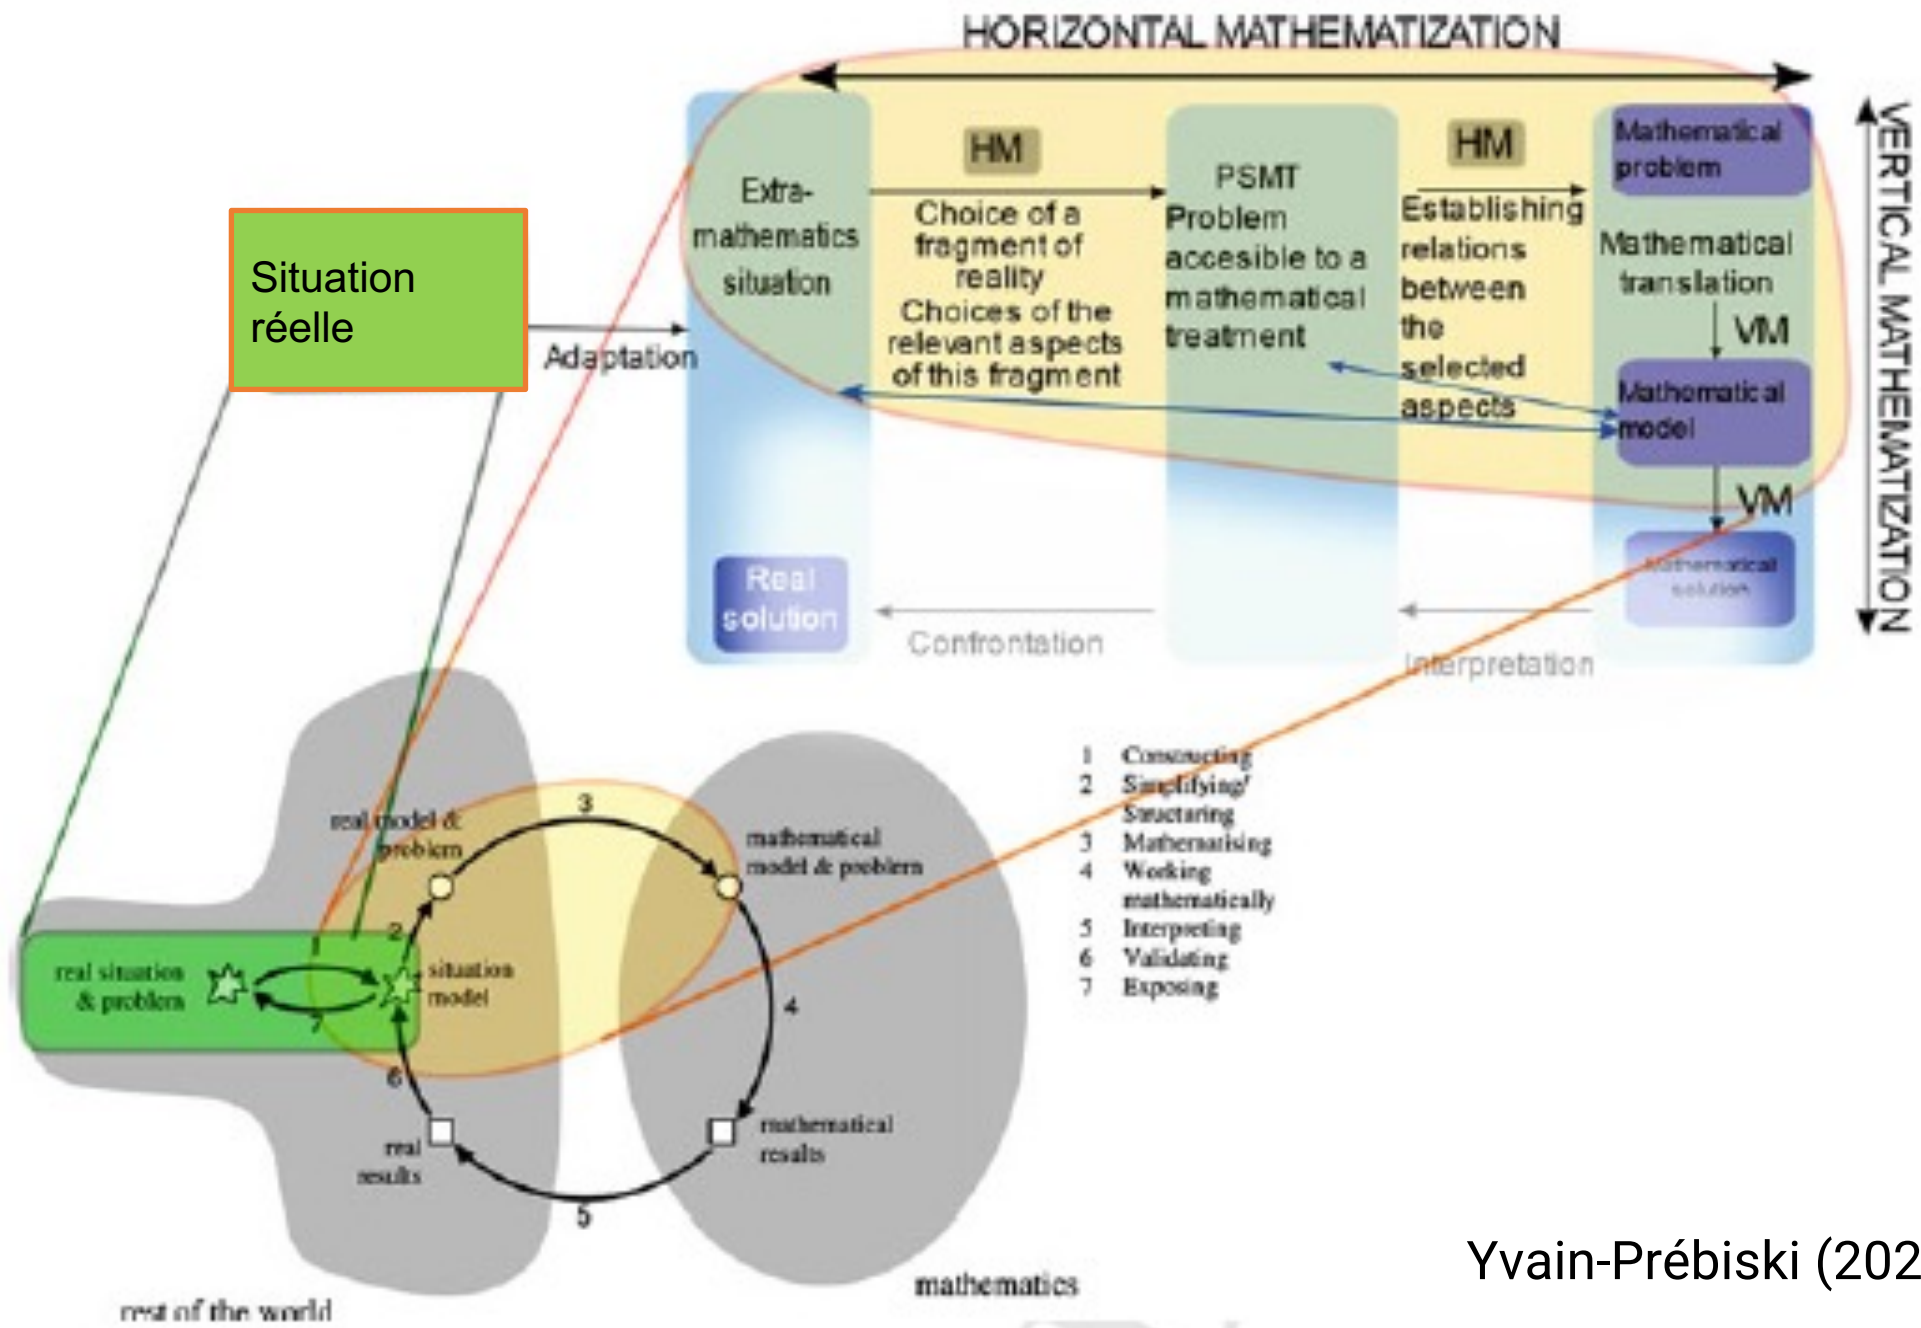 HORIZONTAL MATHEMATIZATION
VERTICAL MATHEMATIZATION
Situation
réelle
Adaptation
Extra-
mathematics
situation
HM
Choice of a
fragment of
reality
Choices of the
relevant aspects
of this fragment
PSMT
Problem
accesible to a
mathematical
treatment
HM
Establishing
relations
between
the
selected
aspects
Mathematical
problem
Mathematical
translation
VM
Mathematical
model
VM
Mathematical
solution
Real
solution
Confrontation
Interpretation
real model &
problem
3
mathematical
model & problem
1
2
real situation
& problem
situation
model
7
6
4
real
results
mathematical
results
5
rest of the world
mathematics
1 Constructing
2 Simplifying/
Structuring
3 Mathematising
4 Working
mathematically
5 Interpreting
6 Validating
7 Exposing
Yvain-Prébiski (202